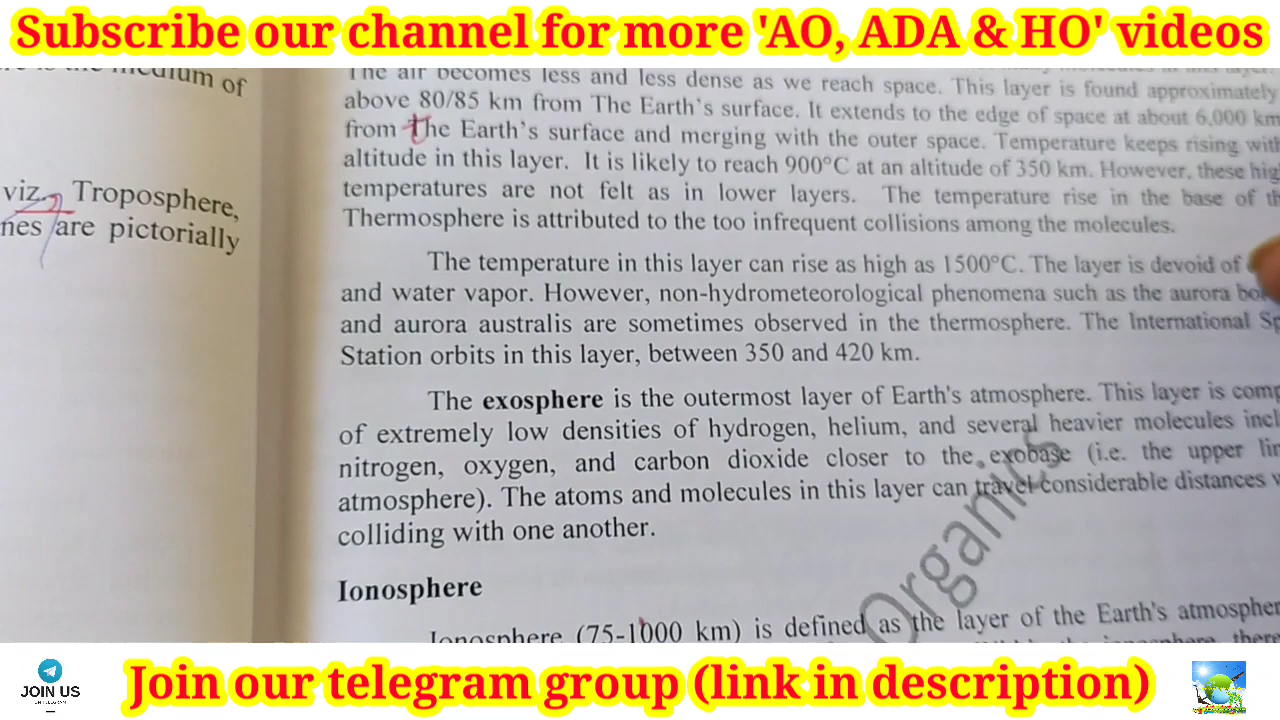 Subscribe our channel for more 'AO, ADA & HO' videos
medium of
viz., Troposphere,
are pictorially
The air becomes less and less dense as we reach space. This layer is found approximately
above 80/85 km from The Earth's surface. It extends to the edge of space at about 6,000 km
from the Earth's surface and merging with the outer space. Temperature keeps rising with
altitude in this layer. It is likely to reach 900°C at an altitude of 350 km. However, these
temperatures are not felt as in lower layers. The temperature rise in the base of
Thermosphere is attributed to the too infrequent collisions among the molecules.
The temperature in this layer can rise as high as 1500°C. The layer is devoid of
and water vapor. However, non-hydrometeorological phenomena such as the aurora
and aurora australis are sometimes observed in the thermosphere. The International
Station orbits in this layer, between 350 and 420 km.
The exosphere is the outermost layer of Earth's atmosphere. This layer is
of extremely low densities of hydrogen, helium, and several heavier molecules
nitrogen, oxygen, and carbon dioxide closer to the exobase (i.e. the upper
atmosphere). The atoms and molecules in this layer can travel considerable distances
colliding with one another.
Organics
Ionosphere
Ionosphere (75-1000 km) is defined as the layer of the Earth's
Join our telegram group (link in description)
JOIN US